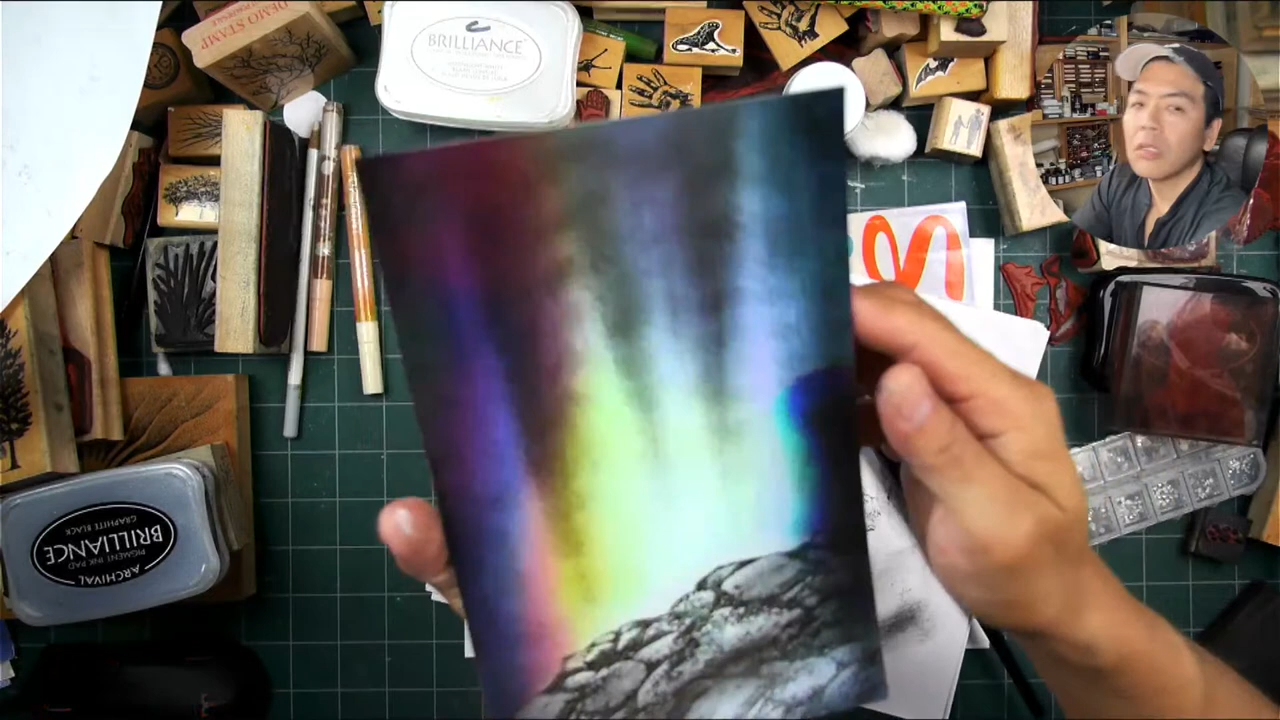 DEMO STAMP
BRILLIANCE
ARCHIVAL
BRILLIANCE
PIGMENT INK PAD
GRAPHITE BLACK